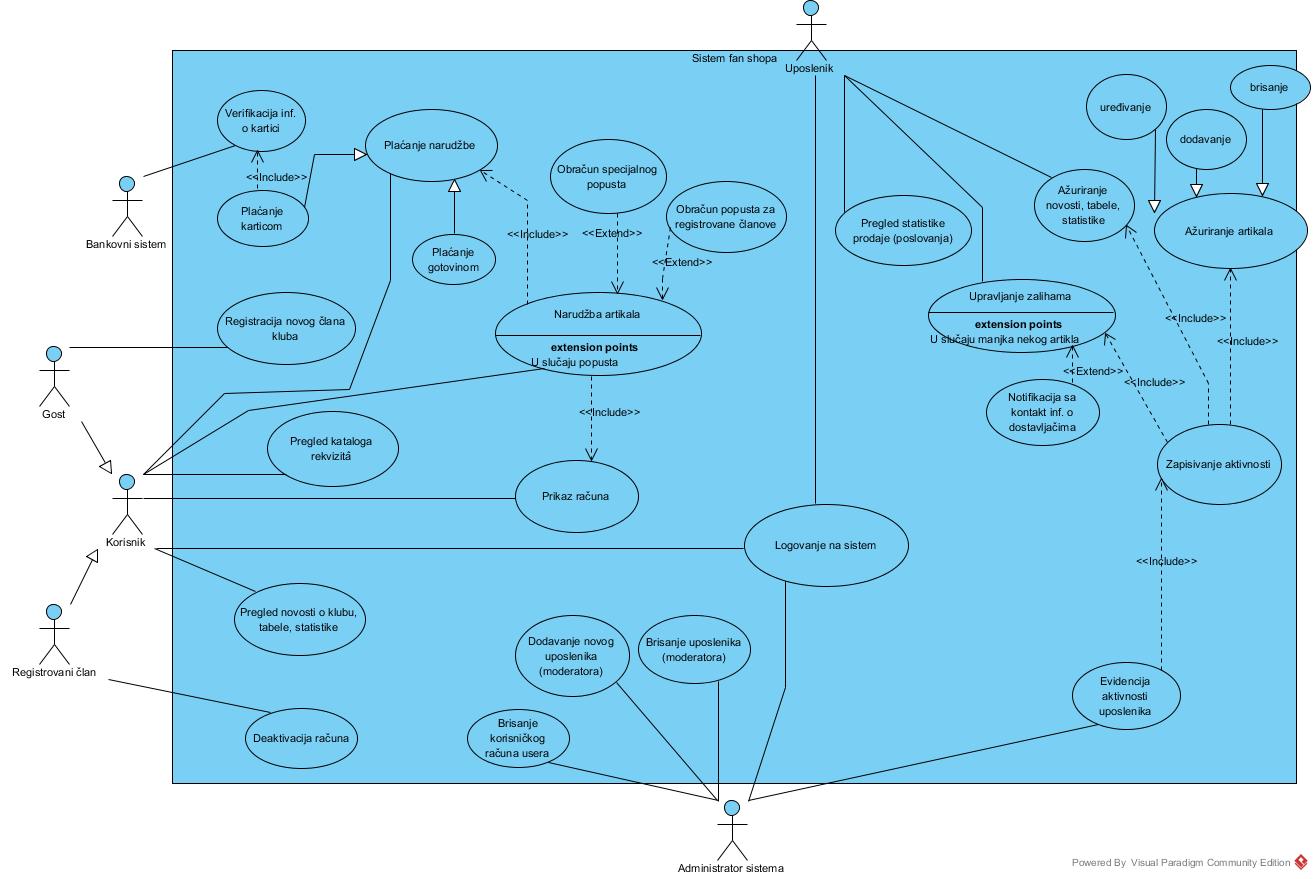 Sistem fan shopa
Uposlenik
brisanje
uređivanje
dodavanje
Verifikacija inf.
o kartici
Plaćanje narudžbe
<<Include>>
Plaćanje
karticom
Bankovni sistem
Plaćanje
gotovinom
Obračun specijalnog
popusta
Obračun popusta za
registrovane članove
<<Include>>
<<Extend>>
<<Extend>>
Pregled statistike
prodaje (poslovanja)
Ažuriranje
novosti, tabele,
statistike
Ažuriranje artikala
Registracija novog člana
kluba
Narudžba artikala
extension points
U slučaju popusta
Upravljanje zalihama
extension points
U slučaju manjka nekog artikla
<<Include>>
<<Include>>
<<Extend>>
<<Include>>
Notifikacija sa
kontakt inf. o
dostavljačima
Gost
<<Include>>
Pregled kataloga
rekvizitá
Zapisivanje aktivnosti
Prikaz računa
Korisnik
Logovanje na sistem
<<Include>>
Pregled novosti o klubu,
tabele, statistike
Registrovani član
Dodavanje novog
uposlenika
(moderatora)
Brisanje uposlenika
(moderatora)
Evidencija
aktivnosti
uposlenika
Deaktivacija računa
Brisanje
korisničkog
računa usera
Administrator sistema
Powered By Visual Paradigm Community Edition